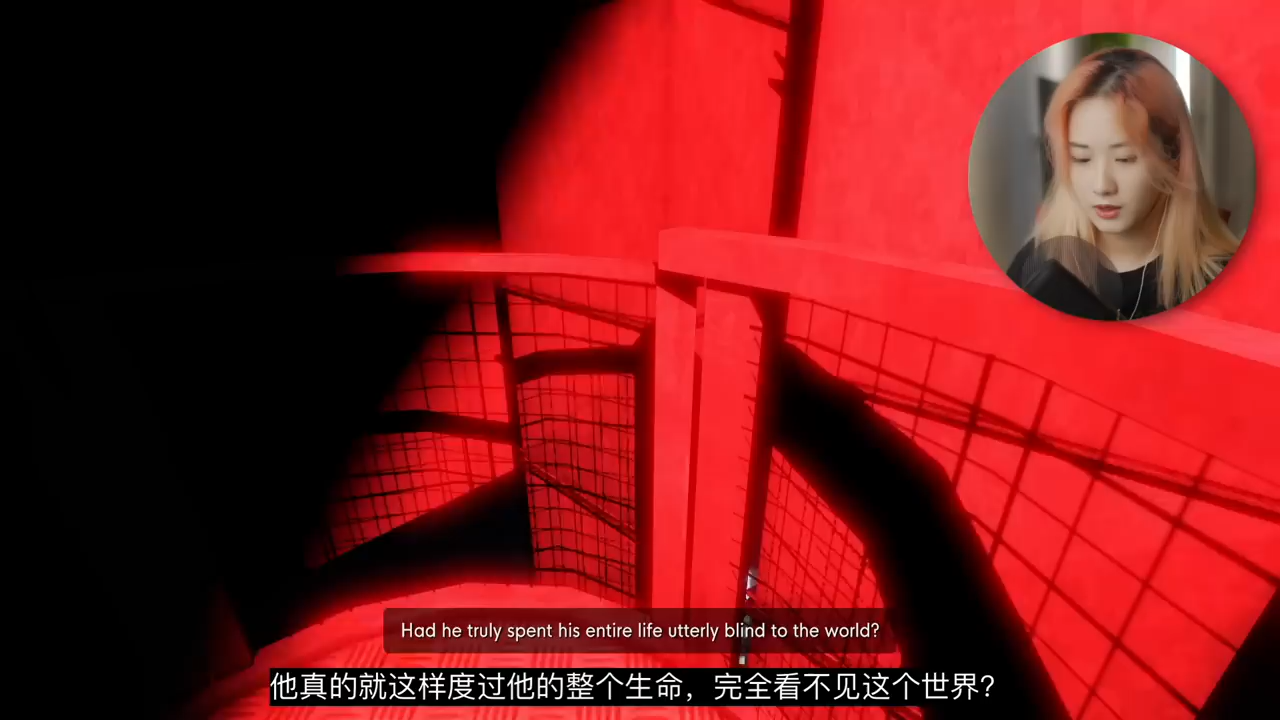 Had he truly spent his entire life utterly blind to the world?
他真的就这样度过他的整个生命，完全看不见这个世界？